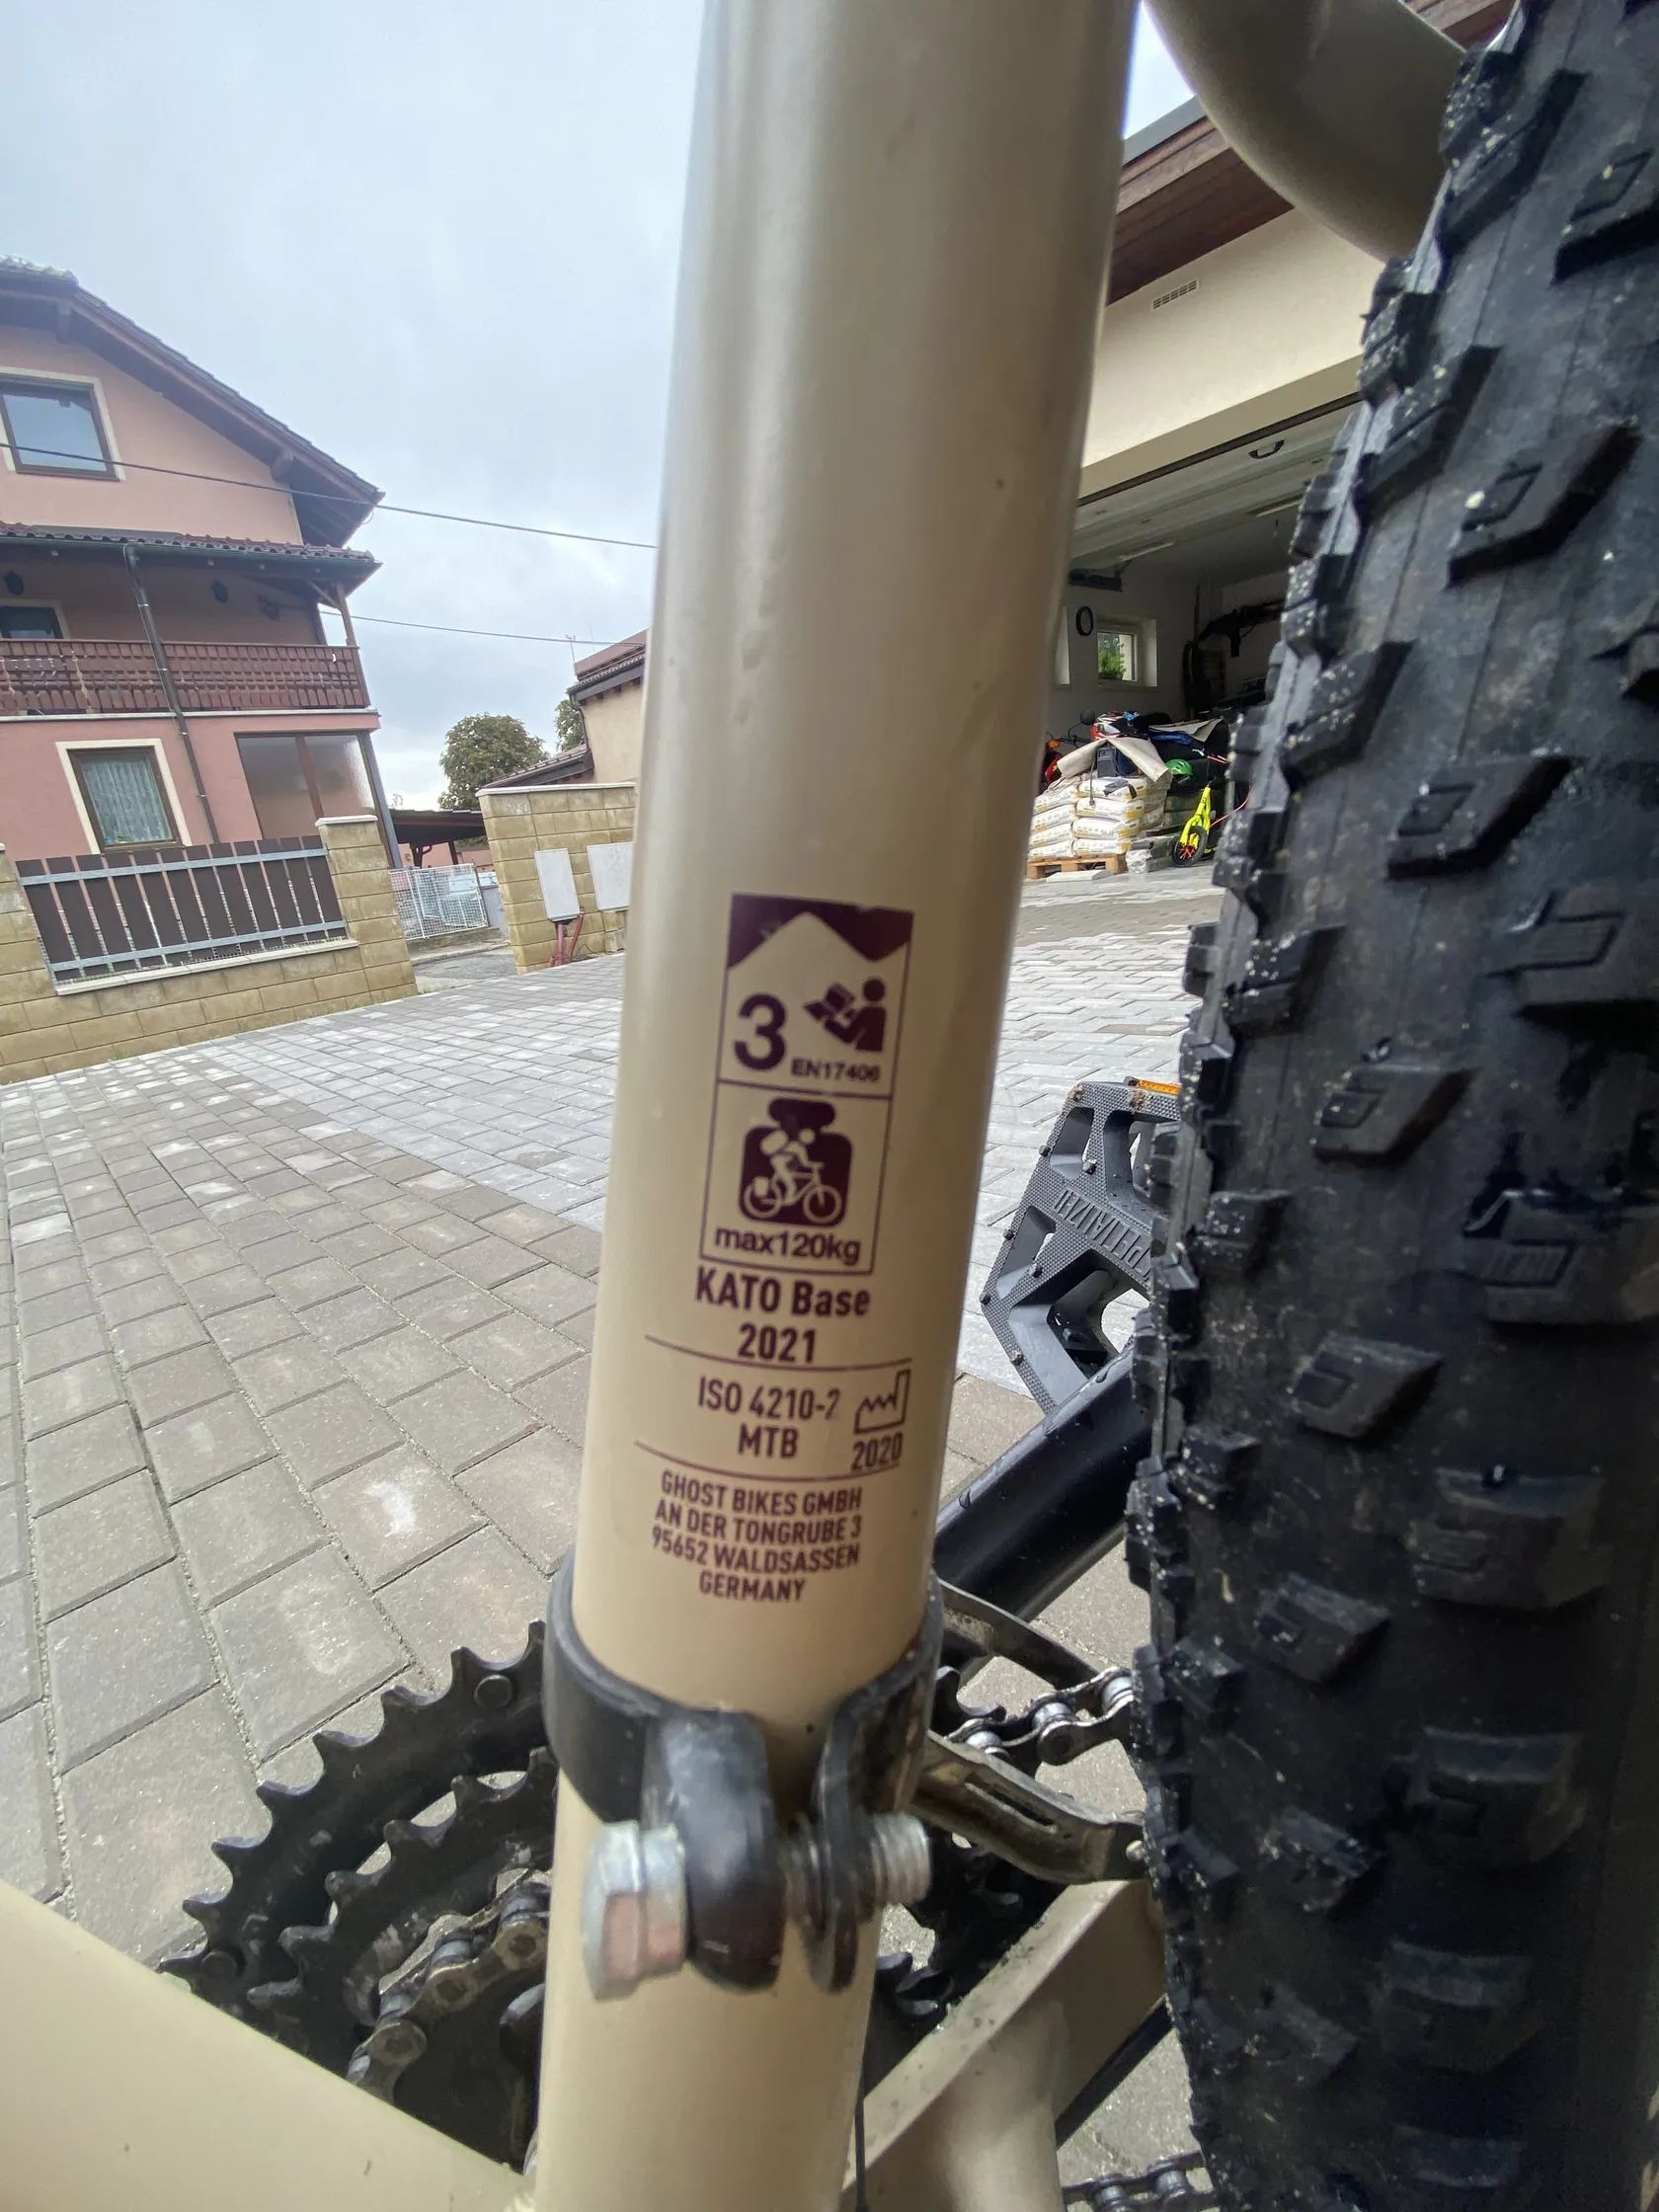 3
EN17406
max120kg
KATO Base
2021
ISO 4210-2
MTB
2020
GHOST BIKES GMBH
AN DER TONGRUBE 3
95652 WALDSASSEN
GERMANY